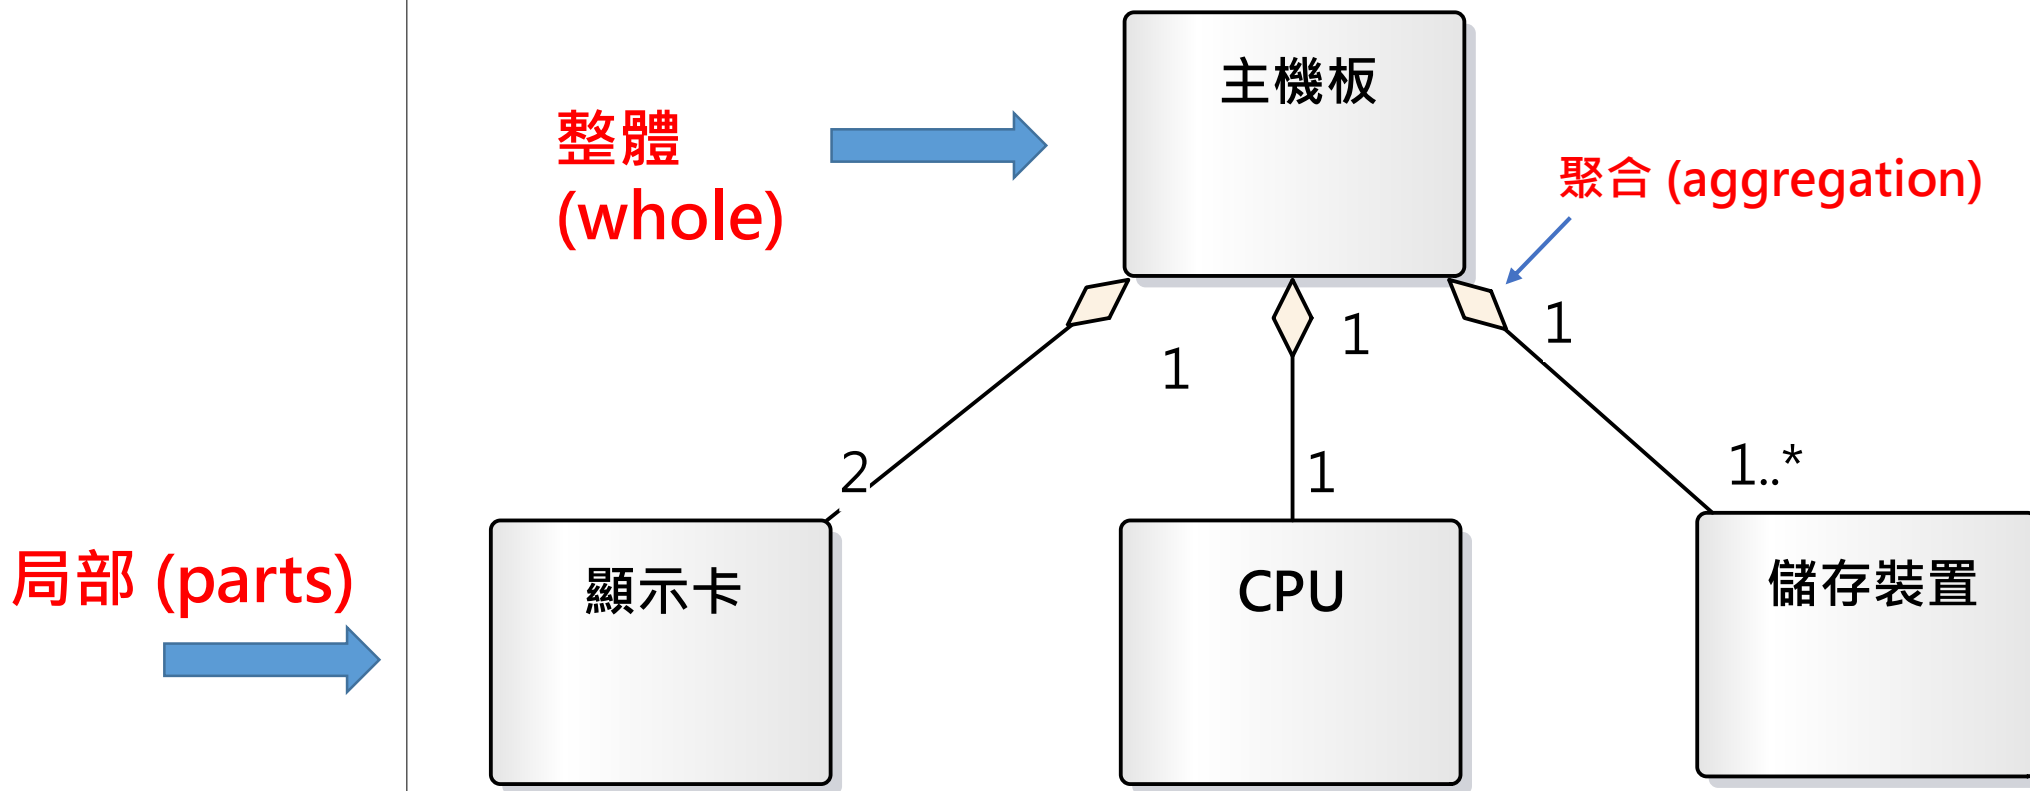 主機板
整體
(whole)
聚合 (aggregation)
1
1
1
2
1
1..*
局部 (parts)
顯示卡
CPU
儲存裝置